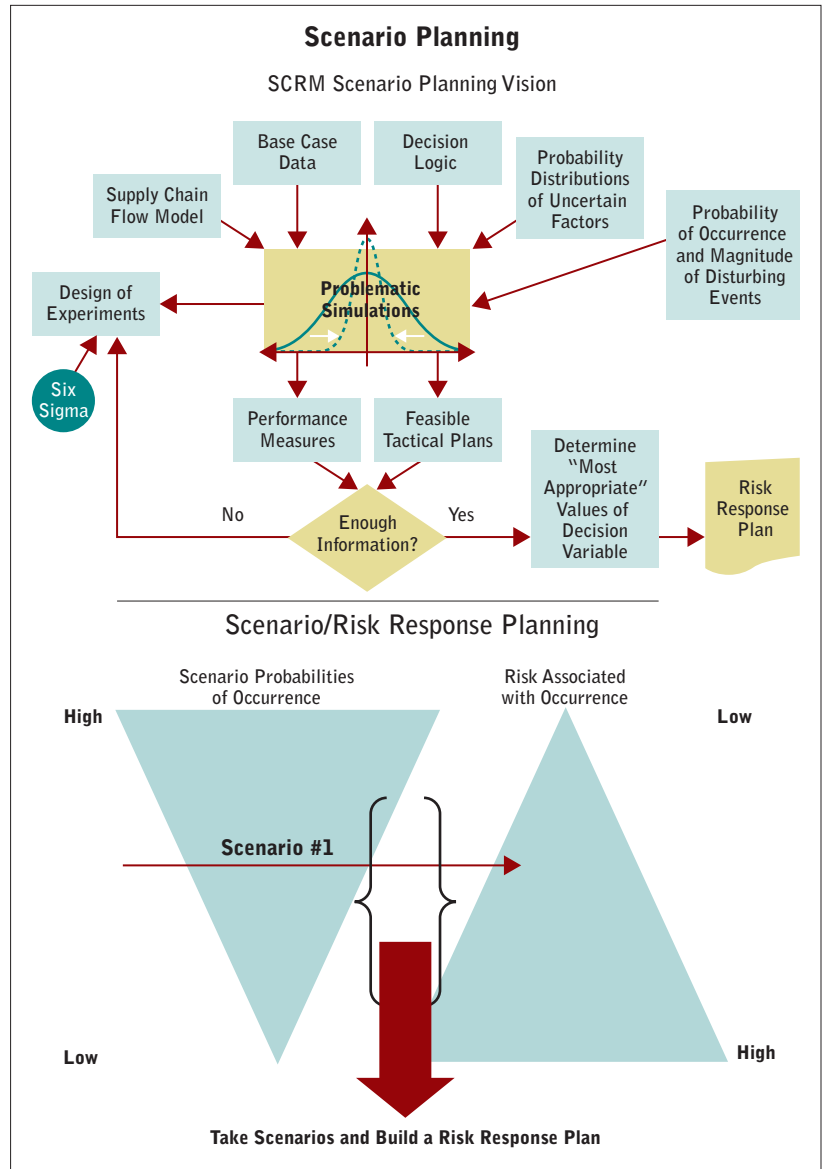 Scenario Planning
SCRM Scenario Planning Vision
Base Case
Data
Decision
Logic
Supply Chain
Flow Model
Probability
Distributions
of Uncertain
Factors
Probability
of Occurrence
and Magnitude
of Disturbing
Events
Problematic
Simulations
Design of
Experiments
Six
Sigma
Performance
Measures
Feasible
Tactical Plans
Determine
“Most
Appropriate”
Values of
Decision
Variable
Risk
Response
Plan
No
Enough
Information?
Yes
Scenario/Risk Response Planning
Scenario Probabilities
of Occurrence
Risk Associated
with Occurrence
High
Low
Scenario #1
Low
High
Take Scenarios and Build a Risk Response Plan